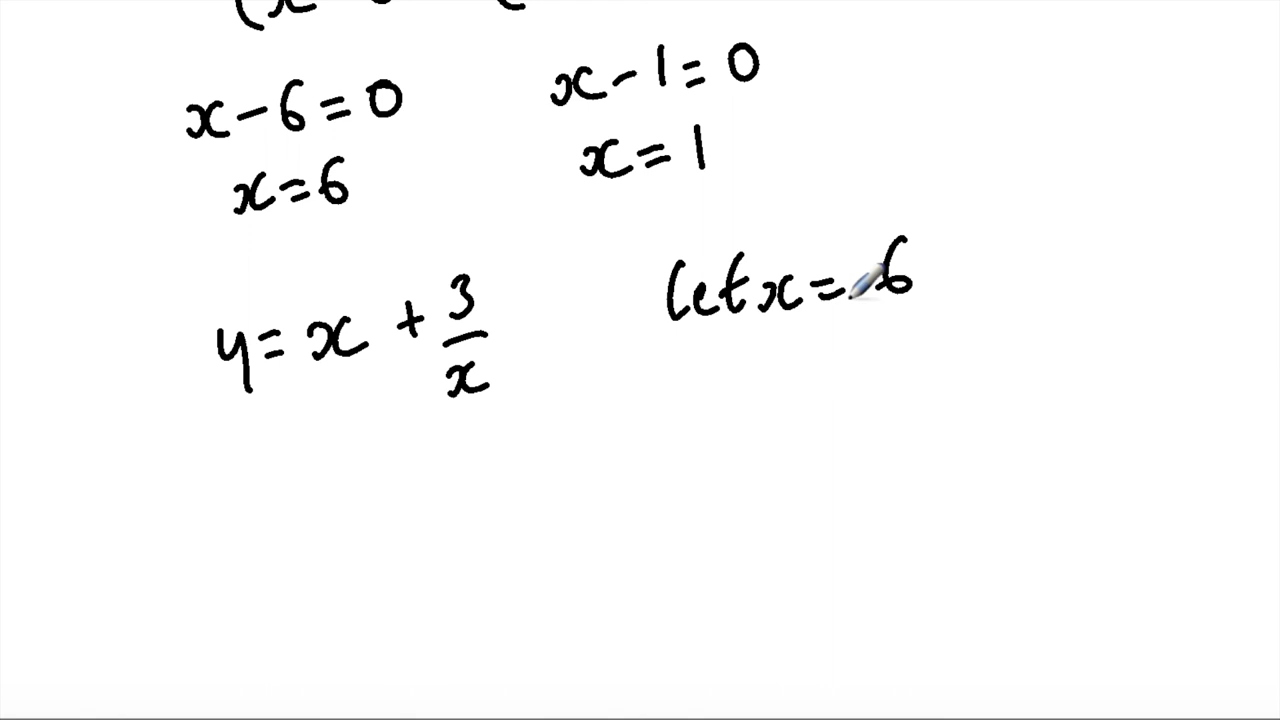 x - 6 = 0    x - 1 = 0
x = 6    x = 1
y = x + 3/x    let x = 6